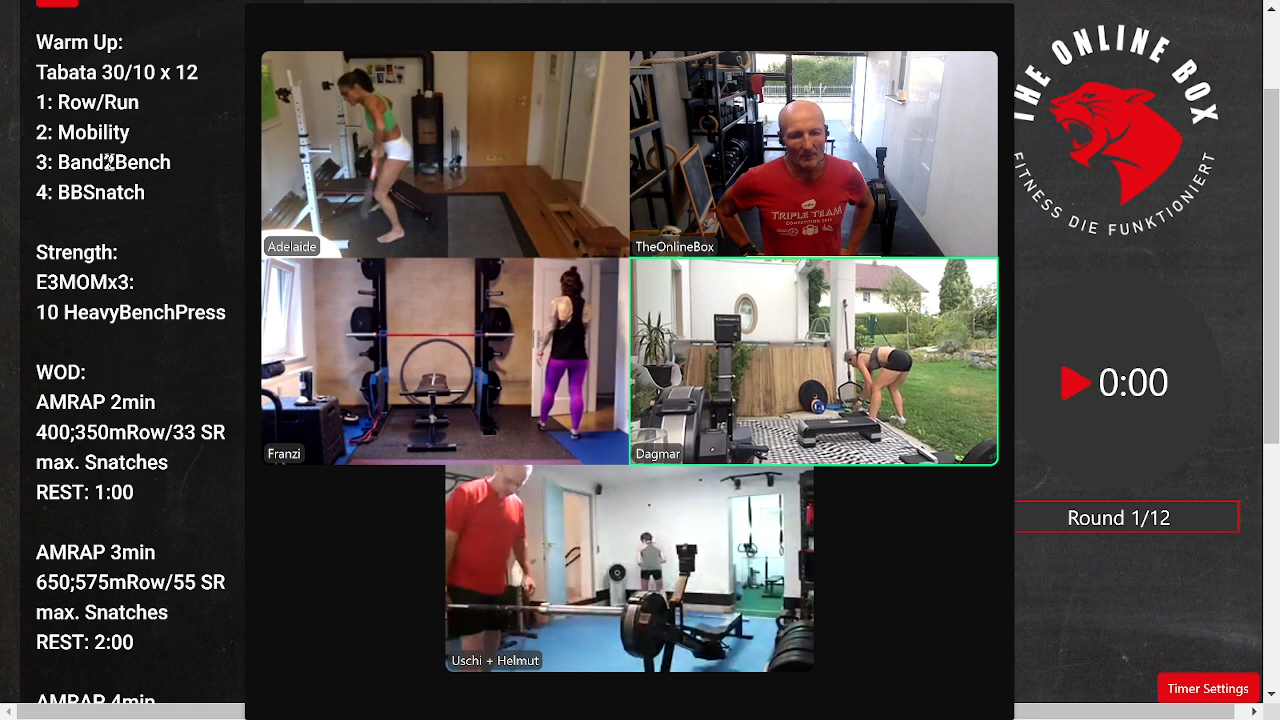 Warm Up:
Tabata 30/10 x 12
1: Row/Run
2: Mobility
3: Band2Bench
4: BBSnatch
Strength:
E3MOMx3:
10 HeavyBenchPress
WOD:
AMRAP 2min
400;350mRow/33 SR
max. Snatches
REST: 1:00
AMRAP 3min
650;575mRow/55 SR
max. Snatches
REST: 2:00
AMRAP 4min
Adelaide
TRIPLE TEAM
TheOnlineBox
Franzi
Dagmar
Uschi + Helmut
THE ONLINE BOX
FITNESS DIE FUNKTIONIERT
0:00
Round 1/12
Timer Settings